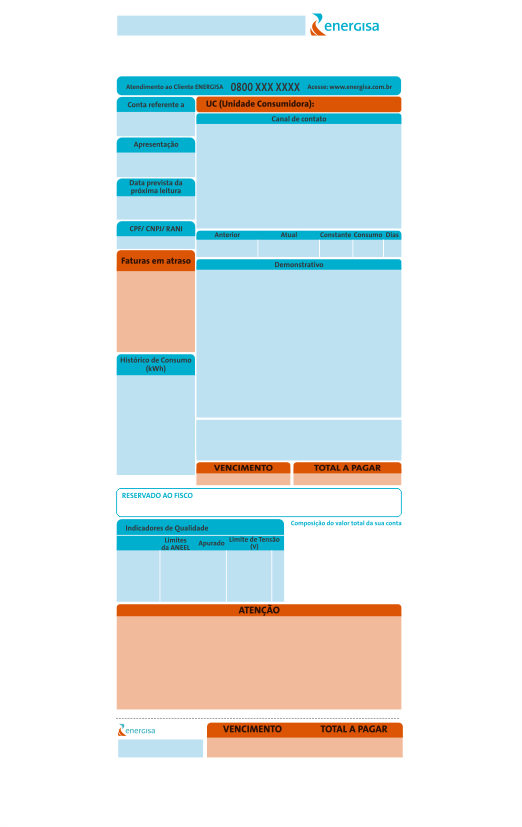 energisa
Atendimento ao Cliente ENERGISA 0800 XXX XXXX Acesse: www.energisa.com.br
Conta referente a
UC (Unidade Consumidora):
Canal de contato
Apresentação
Data prevista da
próxima leitura
CPF/ CNPJ/ RANI
Anterior Atual Constante Consumo Dias
Faturas em atraso
Demonstrativo
Histórico de Consumo
(kWh)
VENCIMENTO TOTAL A PAGAR
RESERVADO AO FISCO
Indicadores de Qualidade
Composição do valor total da sua conta
Limites
da ANEEL
Apurado
Limite de Tensão
(V)
ATENÇÃO
energisa
VENCIMENTO TOTAL A PAGAR